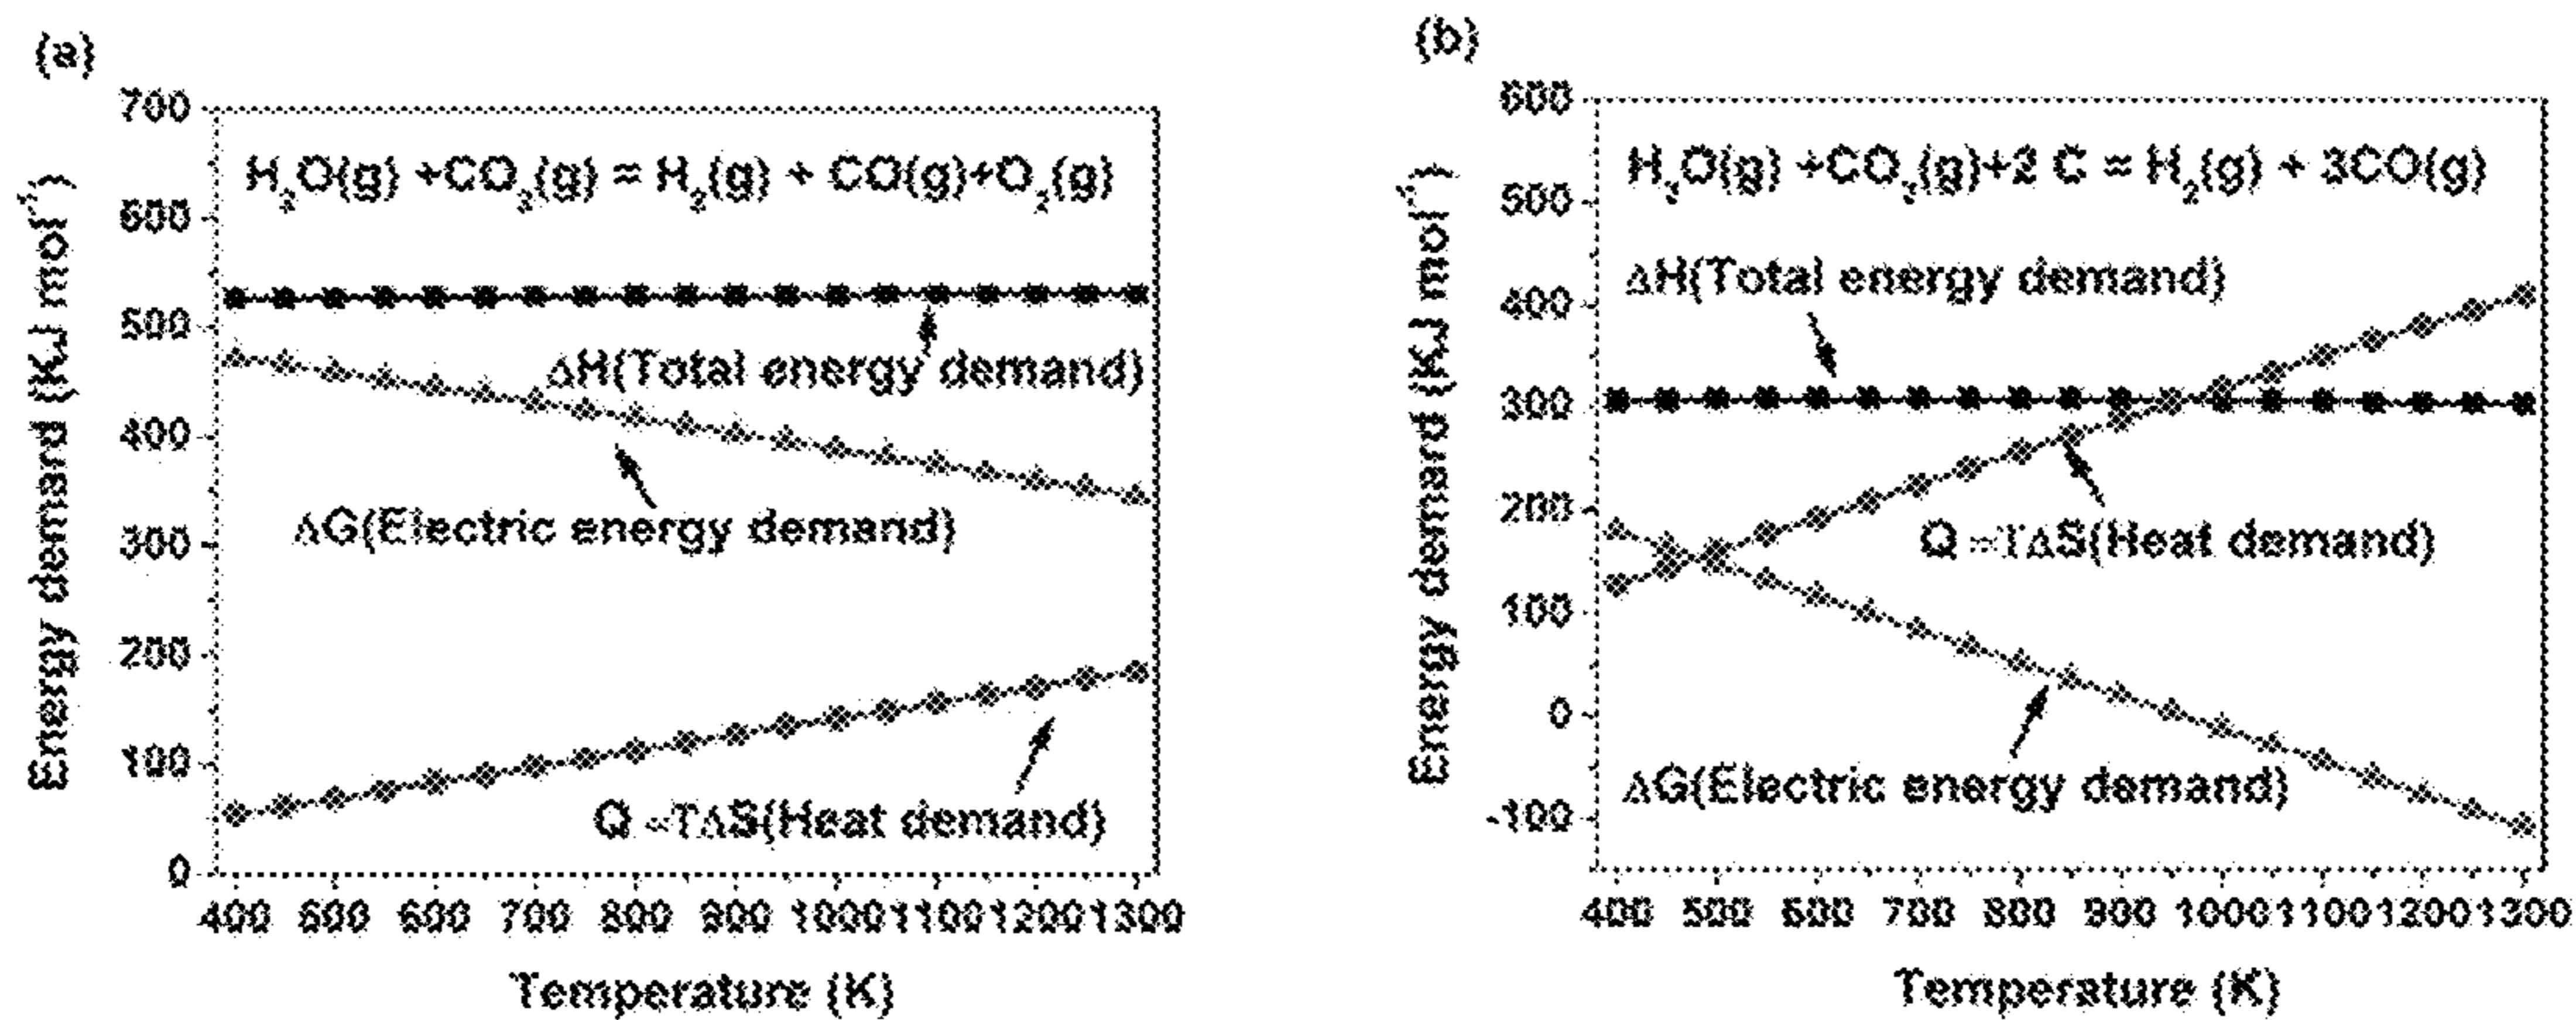 (a)
700
600
500
400
300
200
100
0
Energy demand (KJ mol⁻¹)
H₂O(g) +CO₂(g) = H₂(g) + CO(g)+O₂(g)
ΔH(Total energy demand)
ΔG(Electric energy demand)
Q =TΔS(Heat demand)
400 500 600 700 800 900 1000 1100 1200 1300
Temperature (K)
(b)
600
500
400
300
200
100
0
-100
Energy demand (KJ mol⁻¹)
H₂O(g) +CO₂(g)+2 C = H₂(g) + 3CO(g)
ΔH(Total energy demand)
Q =TΔS(Heat demand)
ΔG(Electric energy demand)
400 500 600 700 800 900 1000 1100 1200 1300
Temperature (K)